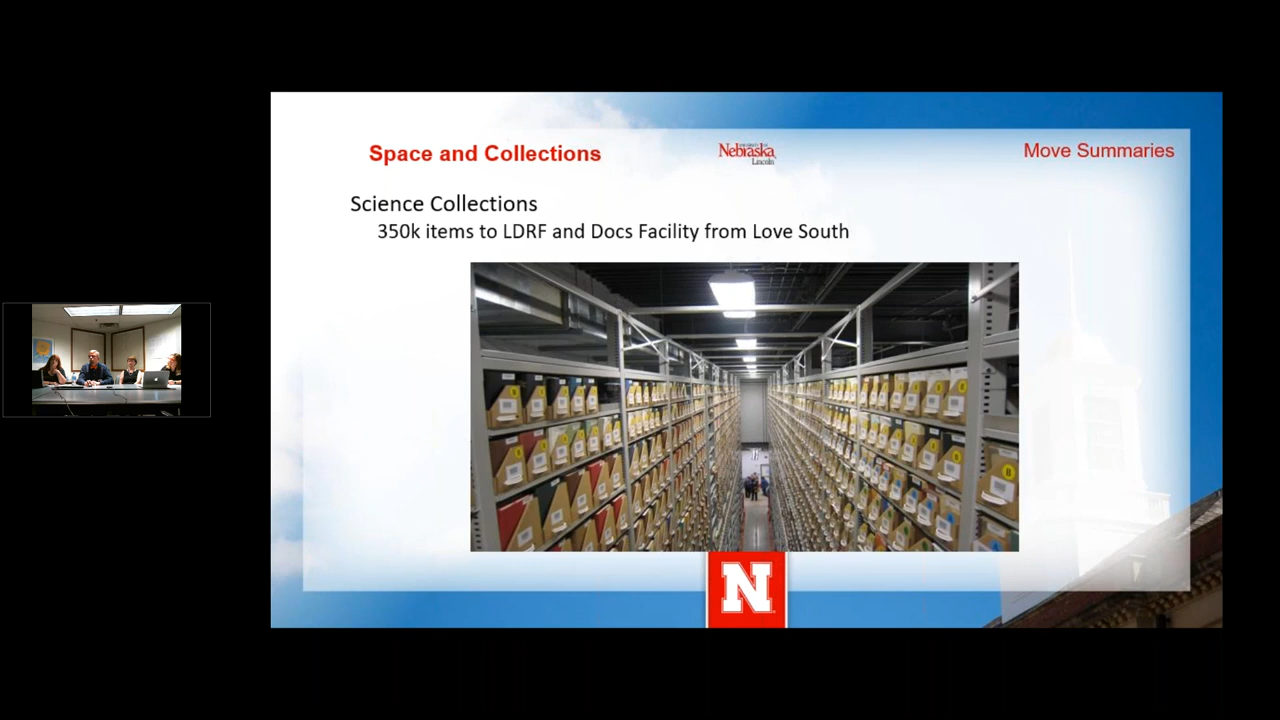 Space and Collections
Nebraska
Lincoln
Move Summaries
Science Collections
350k items to LDRF and Docs Facility from Love South
N